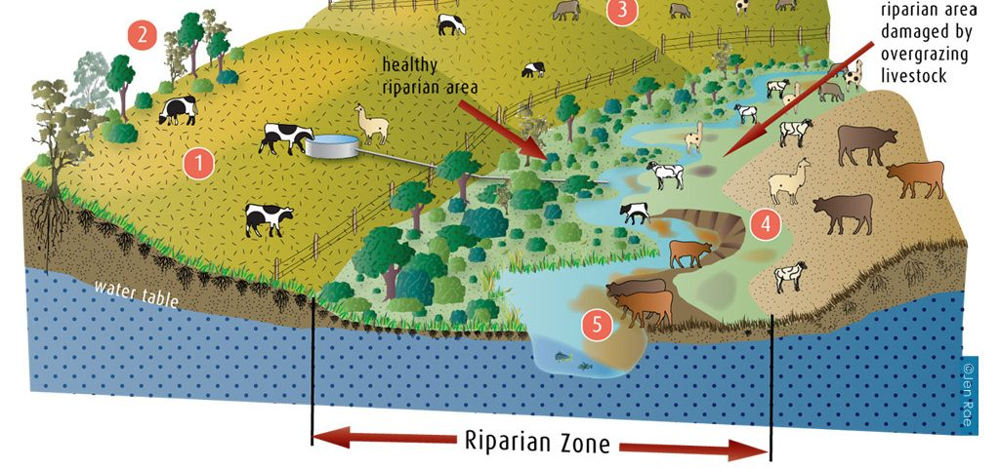 riparian area
damaged by
overgrazing
livestock
3
2
healthy
riparian area
1
4
water table
5
Riparian Zone
©Jen Rae